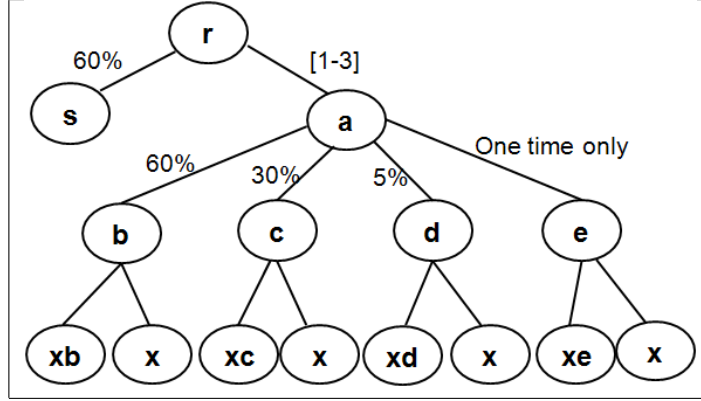 r
60%
[1-3]
s
a
60%
30%
5%
One time only
b
c
d
e
xb
x
xc
x
xd
x
xe
x